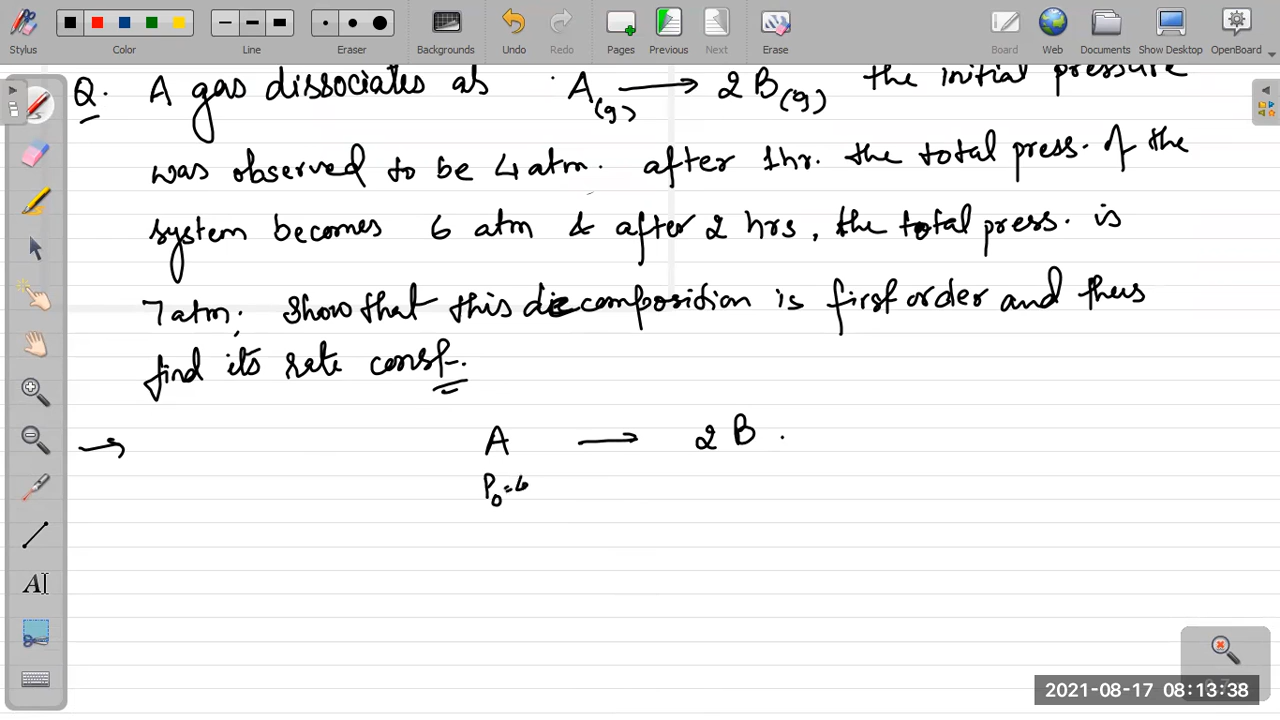 Stylus
Color
Line
Eraser
Backgrounds
Undo
Redo
Pages
Previous
Next
Erase
Board
Web
Documents
Show Desktop
OpenBoard
Q. A gas dissociates as A(g) → 2 B(g) the initial pressure
was observed to be 4 atm. after 1hr. the total press. of the
system becomes 6 atm & after 2 hrs, the total press. is
7 atm. Show that this decomposition is first order and thus
find its rate const.
→ A → 2 B
P0 =
2021-08-17 08:13:38